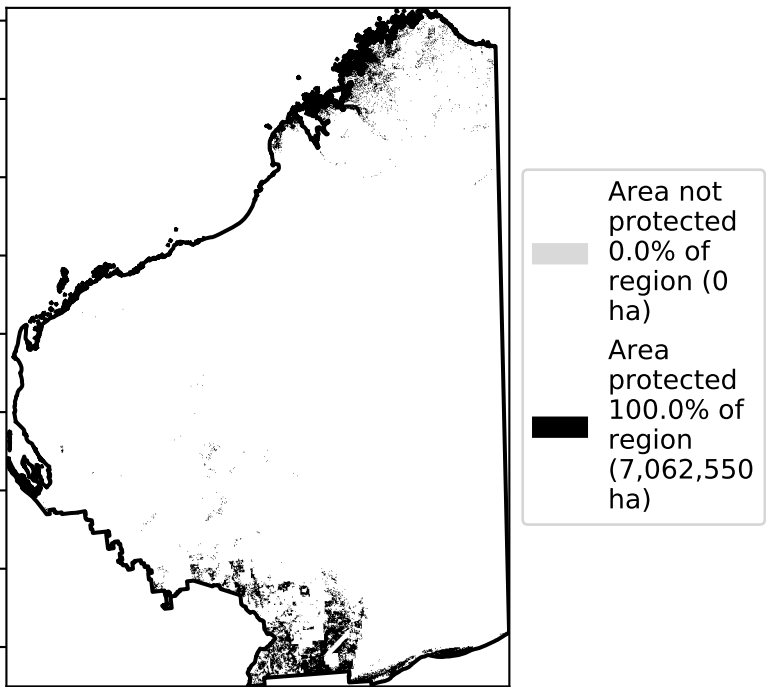 Area not
protected
0.0% of
region (0
ha)
Area
protected
100.0% of
region
(7,062,550
ha)